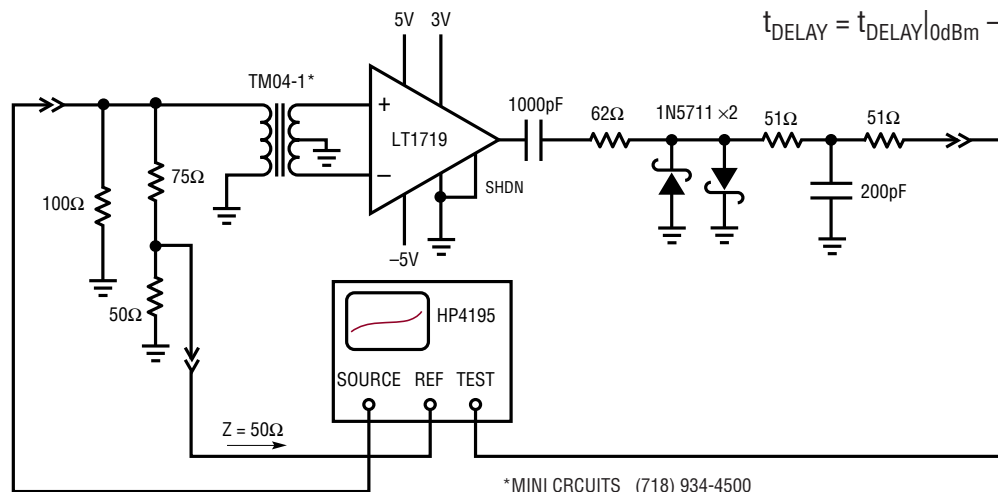 5V 3V
tDELAY = tDELAY|0dBm –
TM04-1*
+
LT1719
–
SHDN
–5V
1000pF
62Ω
1N5711 ×2
51Ω
51Ω
200pF
75Ω
100Ω
50Ω
HP4195
SOURCE REF TEST
Z = 50Ω
*MINI CRCUITS (718) 934-4500